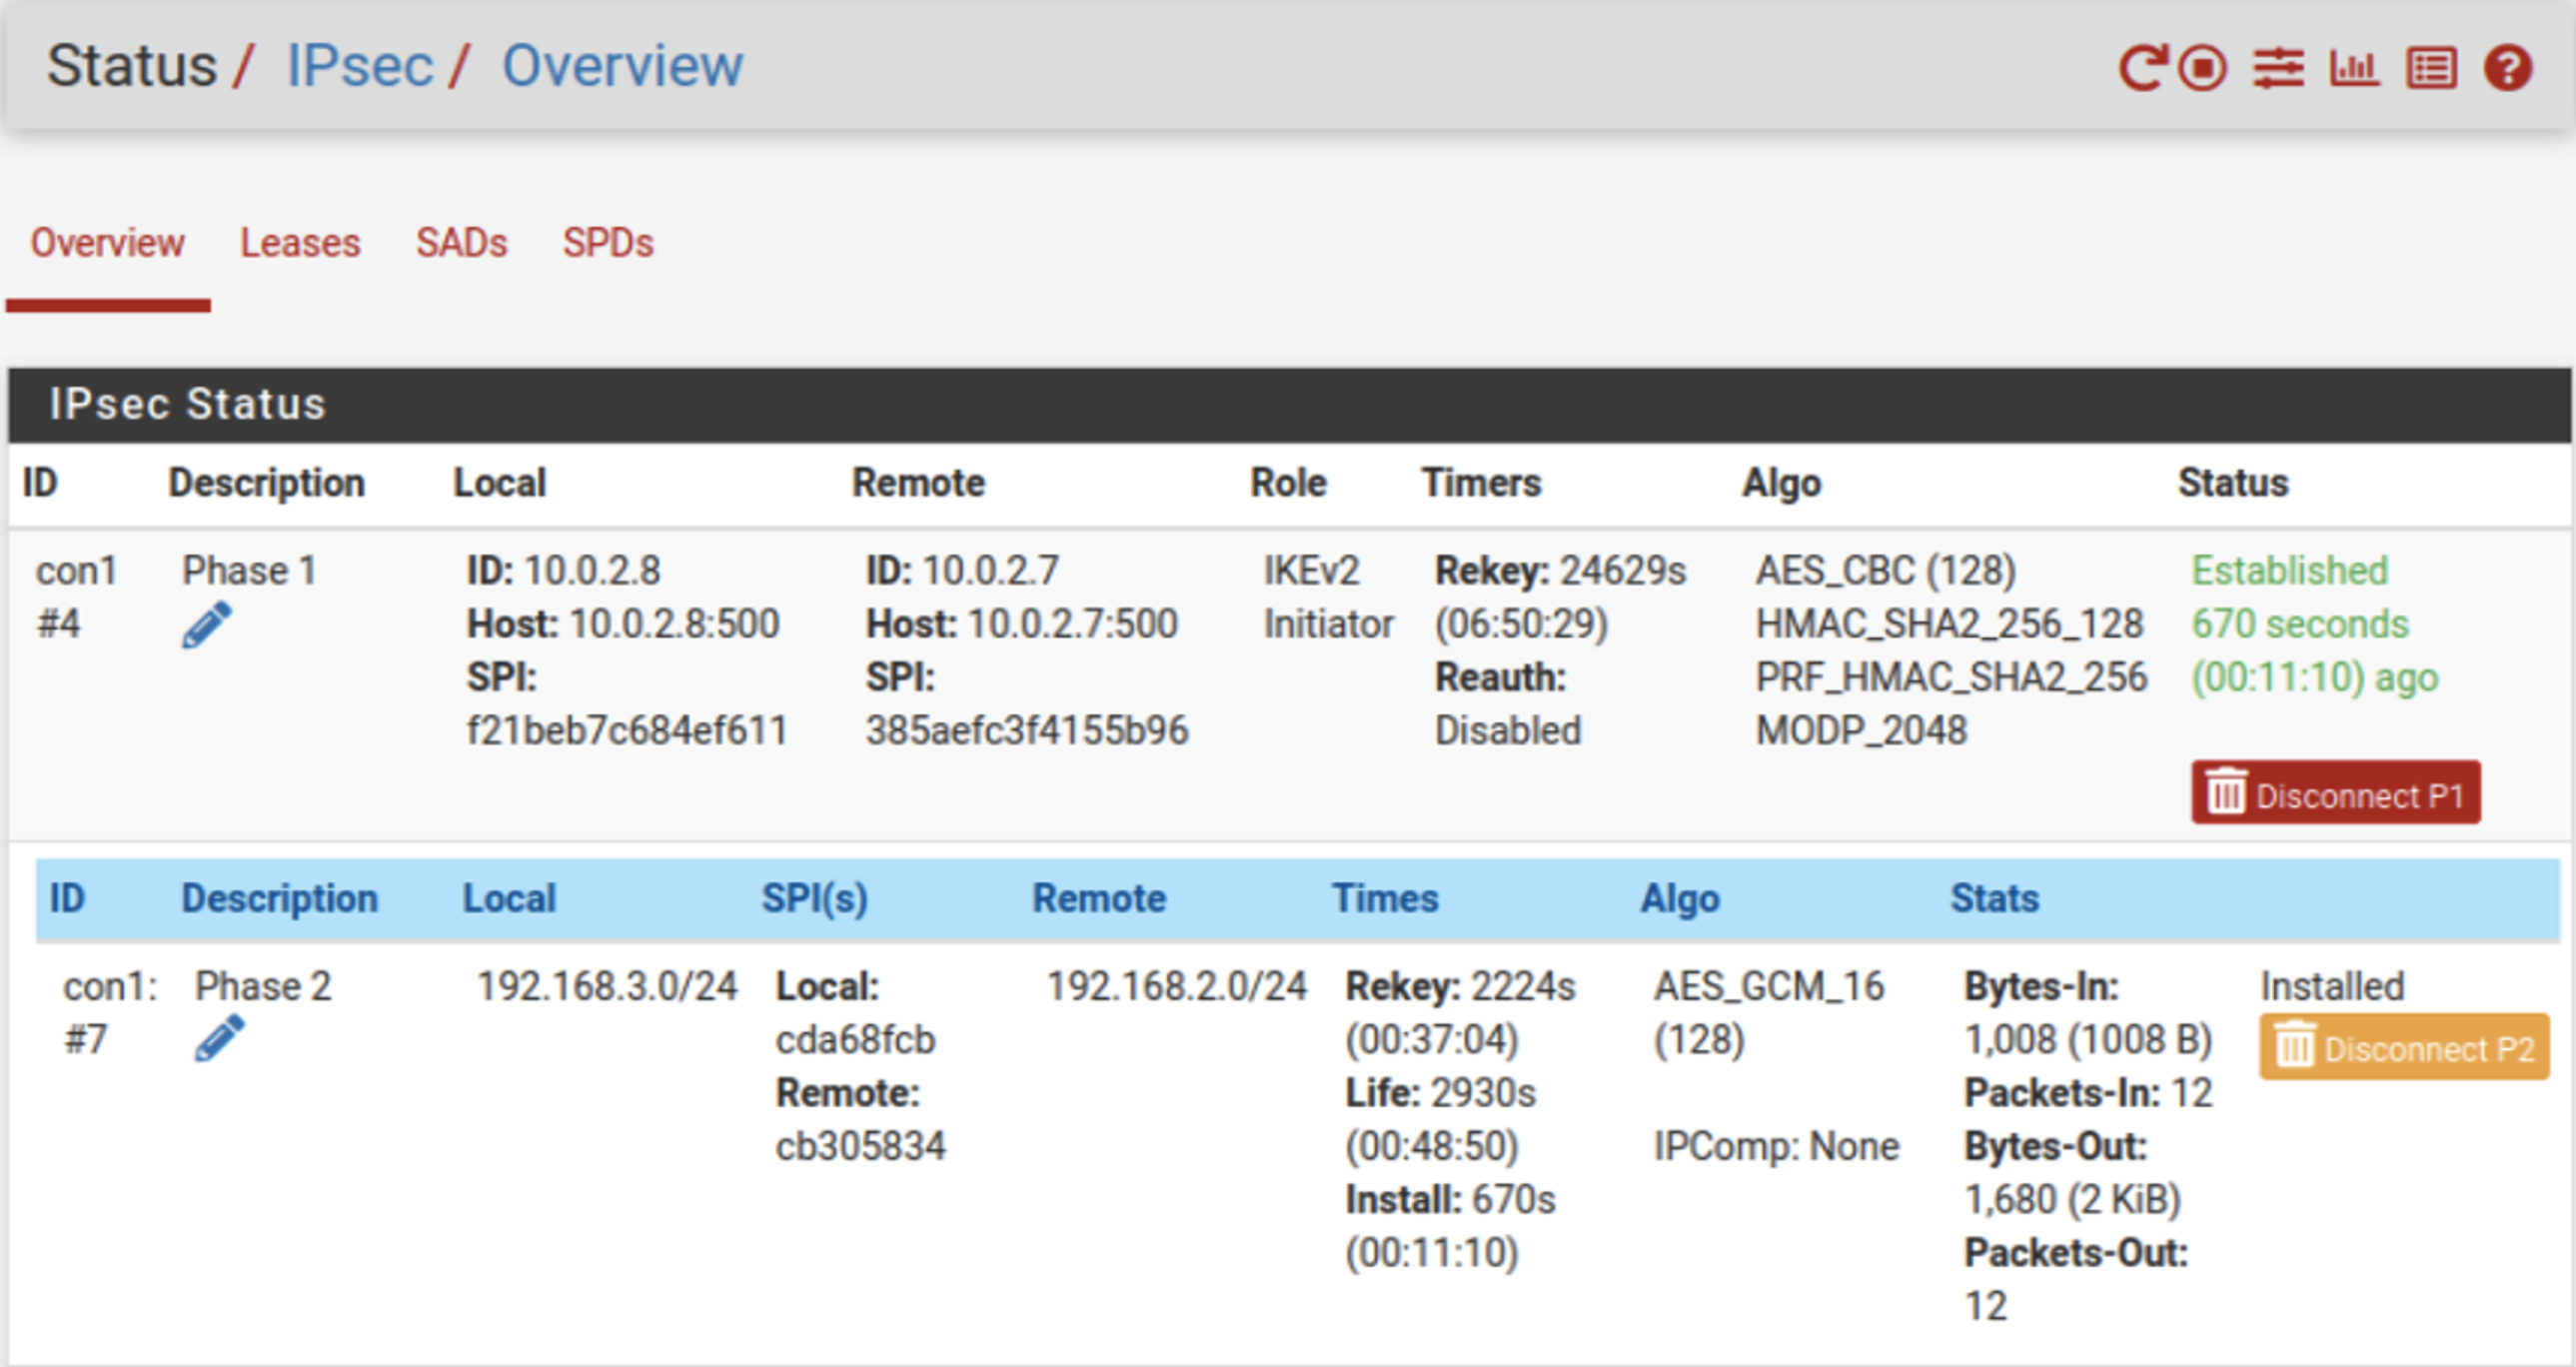 Status / IPsec / Overview
Overview Leases SADs SPDs
IPsec Status
ID Description Local Remote Role Timers Algo Status
con1
#4
Phase 1
ID: 10.0.2.8
Host: 10.0.2.8:500
SPI:
f21beb7c684ef611
ID: 10.0.2.7
Host: 10.0.2.7:500
SPI:
385aefc3f4155b96
IKEv2
Initiator
Rekey: 24629s
(06:50:29)
Reauth:
Disabled
AES_CBC (128)
HMAC_SHA2_256_128
PRF_HMAC_SHA2_256
MODP_2048
Established
670 seconds
(00:11:10) ago
Disconnect P1
ID Description Local SPI(s) Remote Times Algo Stats
con1:
#7
Phase 2
192.168.3.0/24
Local:
cda68fcb
Remote:
cb305834
192.168.2.0/24
Rekey: 2224s
(00:37:04)
Life: 2930s
(00:48:50)
Install: 670s
(00:11:10)
AES_GCM_16
(128)
IPComp: None
Bytes-In:
1,008 (1008 B)
Packets-In: 12
Bytes-Out:
1,680 (2 KiB)
Packets-Out:
12
Installed
Disconnect P2